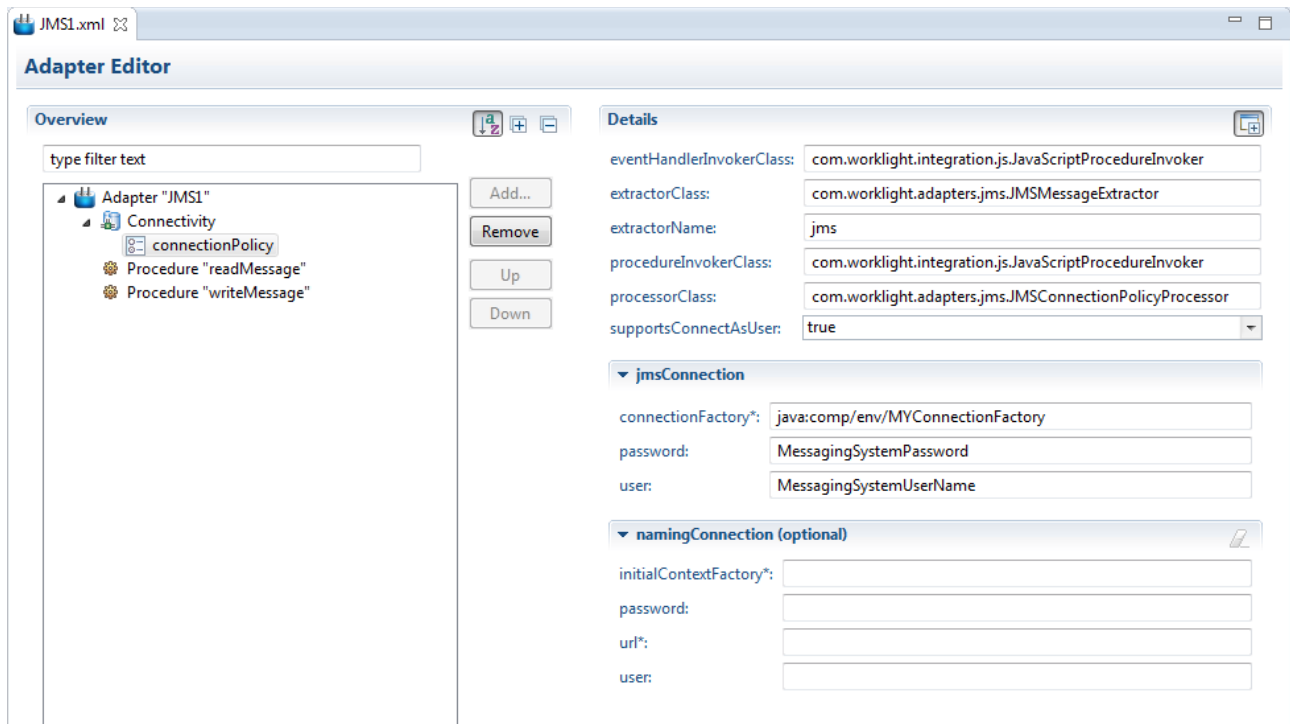 JMS1.xml
Adapter Editor
Overview
type filter text
Adapter "JMS1"
Connectivity
connectionPolicy
Procedure "readMessage"
Procedure "writeMessage"
Add...
Remove
Up
Down
Details
eventHandlerInvokerClass: com.worklight.integration.js.JavaScriptProcedureInvoker
extractorClass: com.worklight.adapters.jms.JMSMessageExtractor
extractorName: jms
procedureInvokerClass: com.worklight.integration.js.JavaScriptProcedureInvoker
processorClass: com.worklight.adapters.jms.JMSConnectionPolicyProcessor
supportsConnectAsUser: true
jmsConnection
connectionFactory*: java:comp/env/MYConnectionFactory
password: MessagingSystemPassword
user: MessagingSystemUserName
namingConnection (optional)
initialContextFactory*:
password:
url*:
user: